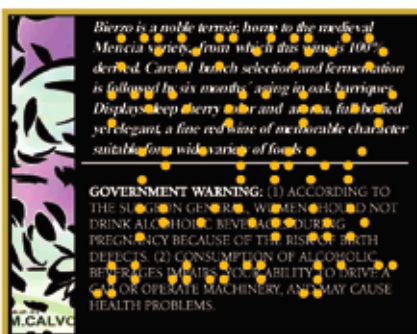 Bierzo is a noble terroir, home to the medieval
Mencia variety, from which this wine is 100%
derived. Careful bunch selection and fermentation
is followed by six months' aging in oak barriques.
Displays deep cherry color and aroma, full bodied
yet elegant, a fine red wine of memorable character
suitable for a wide variety of foods
GOVERNMENT WARNING: (1) ACCORDING TO
THE SURGEON GENERAL, WOMEN SHOULD NOT
DRINK ALCOHOLIC BEVERAGES DURING
PREGNANCY BECAUSE OF THE RISK OF BIRTH
DEFECTS. (2) CONSUMPTION OF ALCOHOLIC
BEVERAGES IMPAIRS YOUR ABILITY TO DRIVE A
CAR OR OPERATE MACHINERY, AND MAY CAUSE
HEALTH PROBLEMS.
M.CALVO